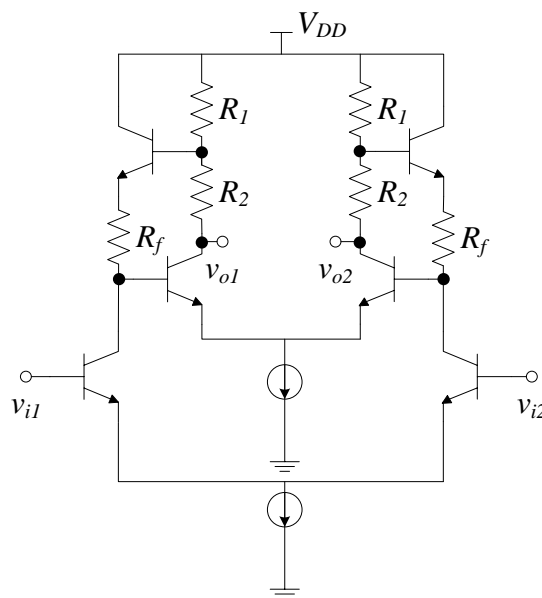 V_DD
R_1 R_1
R_2 R_2
R_f R_f
v_o1 v_o2
v_i1 v_i2